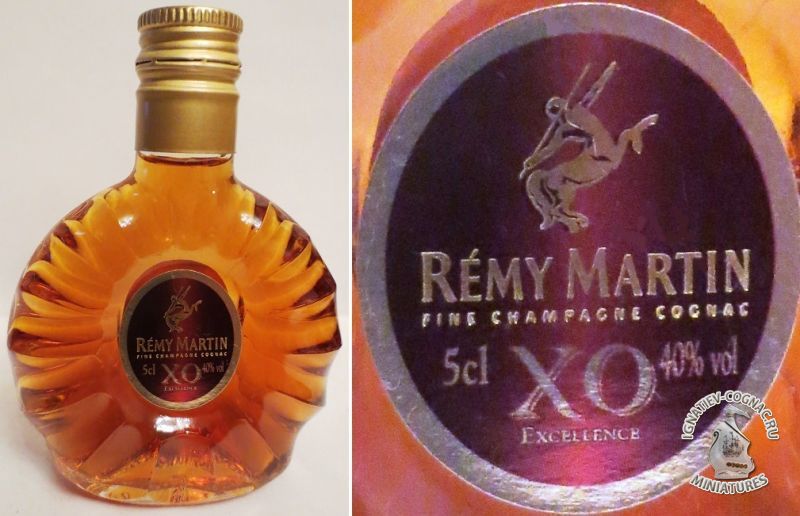 RÉMY MARTIN
FINE CHAMPAGNE COGNAC
5cl XO 40% vol
EXCELLENCE
RÉMY MARTIN
FINE CHAMPAGNE COGNAC
5cl XO 40% vol
EXCELLENCE
IGNATIEV-COGNAC.RU
MINIATURES